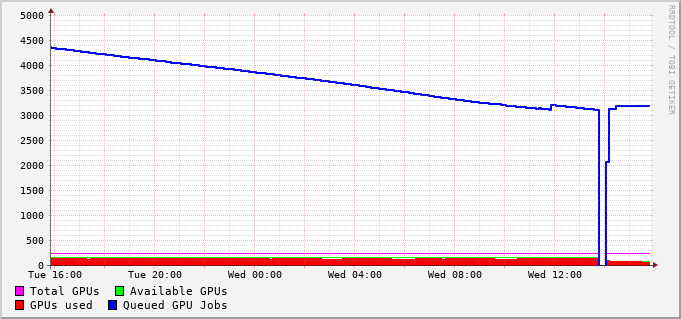 5000
4500
4000
3500
3000
2500
2000
1500
1000
500
0
Tue 16:00 Tue 20:00 Wed 00:00 Wed 04:00 Wed 08:00 Wed 12:00
Total GPUs Available GPUs
GPUs used Queued GPU Jobs
RRDTOOL / TOBI OETIKER